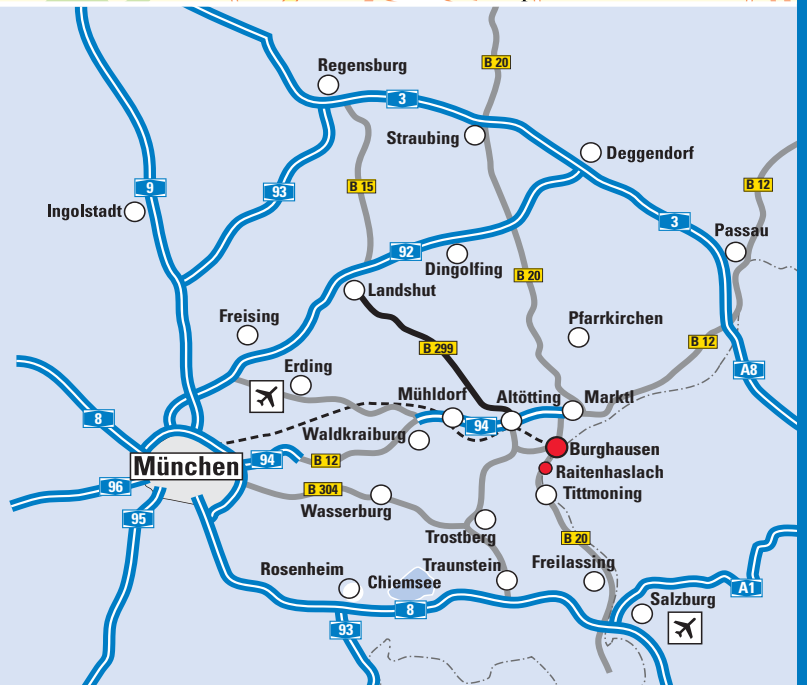 Regensburg
B 20
3
Straubing
Deggendorf
9
93
B 15
B 12
Ingolstadt
3
Passau
92
Dingolfing
B 20
Landshut
Freising
Pfarrkirchen
B 299
B 12
Erding
A8
Mühldorf
Altötting
Marktl
8
94
Waldkraiburg
Burghausen
München
94
B 12
Raitenhaslach
96
B 304
Tittmoning
Wasserburg
95
Trostberg
B 20
Rosenheim
Chiemsee
Traunstein
Freilassing
A1
8
Salzburg
93